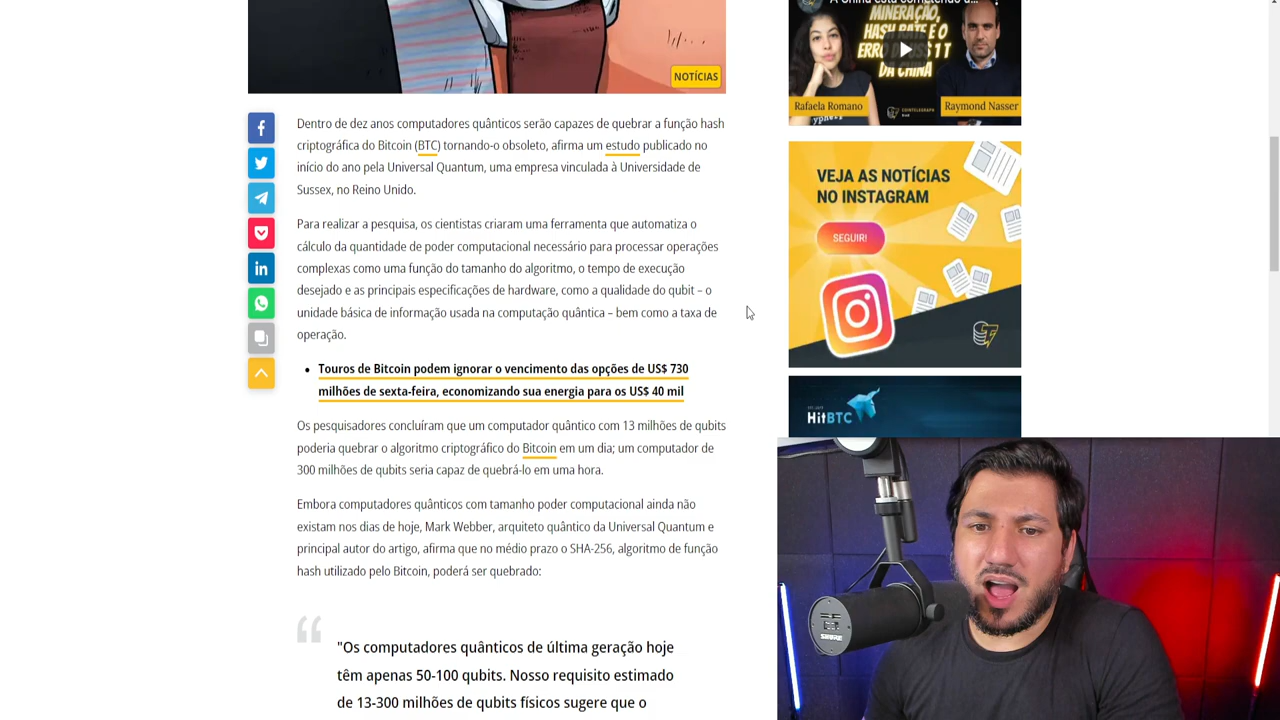 NOTÍCIAS
Dentro de dez anos computadores quânticos serão capazes de quebrar a função hash
criptográfica do Bitcoin (BTC) tornando-o obsoleto, afirma um estudo publicado no
início do ano pela Universal Quantum, uma empresa vinculada à Universidade de
Sussex, no Reino Unido.
Para realizar a pesquisa, os cientistas criaram uma ferramenta que automatiza o
cálculo da quantidade de poder computacional necessário para processar operações
complexas como uma função do tamanho do algoritmo, o tempo de execução
desejado e as principais especificações de hardware, como a qualidade do qubit – o
unidade básica de informação usada na computação quântica – bem como a taxa de
operação.
Touros de Bitcoin podem ignorar o vencimento das opções de US$ 730
milhões de sexta-feira, economizando sua energia para os US$ 40 mil
Os pesquisadores concluíram que um computador quântico com 13 milhões de qubits
poderia quebrar o algoritmo criptográfico do Bitcoin em um dia; um computador de
300 milhões de qubits seria capaz de quebrá-lo em uma hora.
Embora computadores quânticos com tamanho poder computacional ainda não
existam nos dias de hoje, Mark Webber, arquiteto quântico da Universal Quantum e
principal autor do artigo, afirma que no médio prazo o SHA-256, algoritmo de função
hash utilizado pelo Bitcoin, poderá ser quebrado:
"Os computadores quânticos de última geração hoje
têm apenas 50-100 qubits. Nosso requisito estimado
de 13-300 milhões de qubits físicos sugere que o
MINERAÇÃO,
HASH RATE E O
DA CHINA
Rafaela Romano
Raymond Nasser
VEJA AS NOTÍCIAS
NO INSTAGRAM
SEGUIR!
HitBTC
SHURE